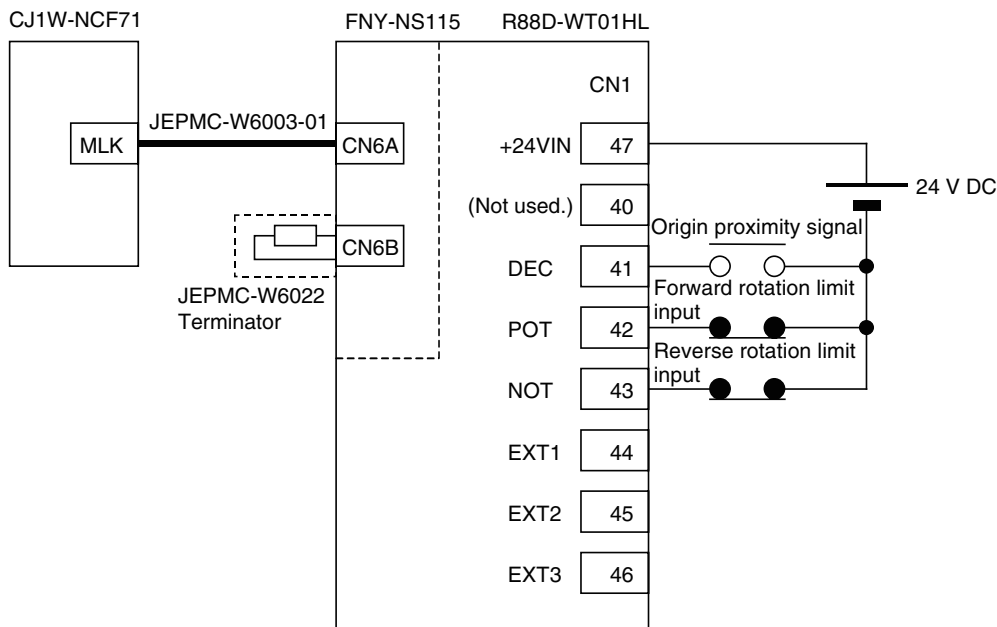 CJ1W-NCF71
FNY-NS115
R88D-WT01HL
CN1
JEPMC-W6003-01
MLK
CN6A
+24VIN
47
24 V DC
(Not used.)
40
Origin proximity signal
CN6B
DEC
41
JEPMC-W6022
Terminator
Forward rotation limit
input
POT
42
Reverse rotation limit
input
NOT
43
EXT1
44
EXT2
45
EXT3
46